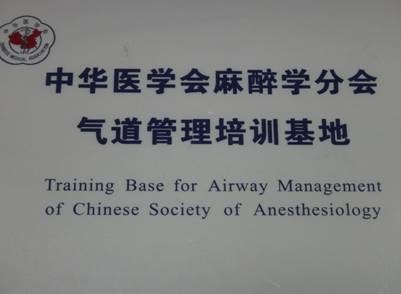 中华医学会麻醉学分会
气道管理培训基地
Training Base for Airway Management
of Chinese Society of Anesthesiology